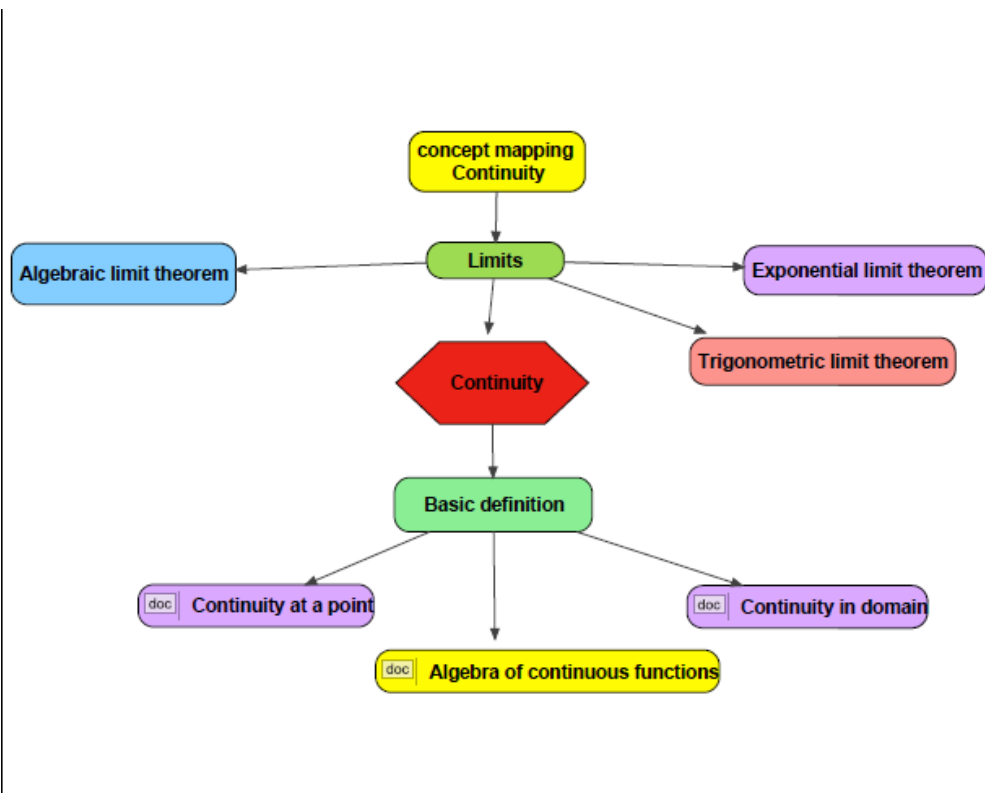 concept mapping
Continuity
Limits
Algebraic limit theorem
Exponential limit theorem
Trigonometric limit theorem
Continuity
Basic definition
doc Continuity at a point
doc Continuity in domain
doc Algebra of continuous functions